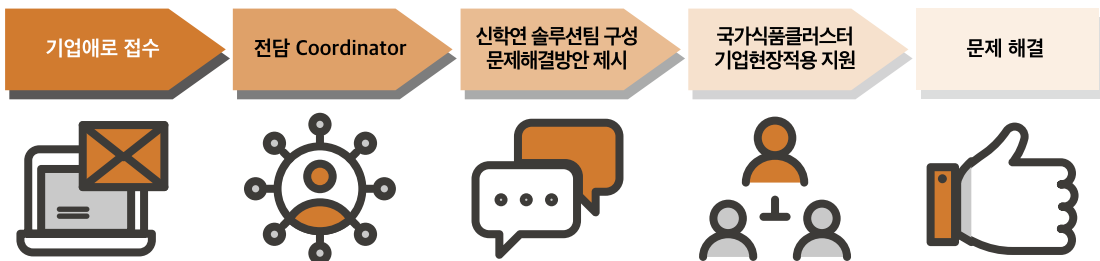 기업애로 접수
전담 Coordinator
신학연 솔루션팀 구성
문제해결방안 제시
국가식품클러스터
기업현장적용 지원
문제 해결